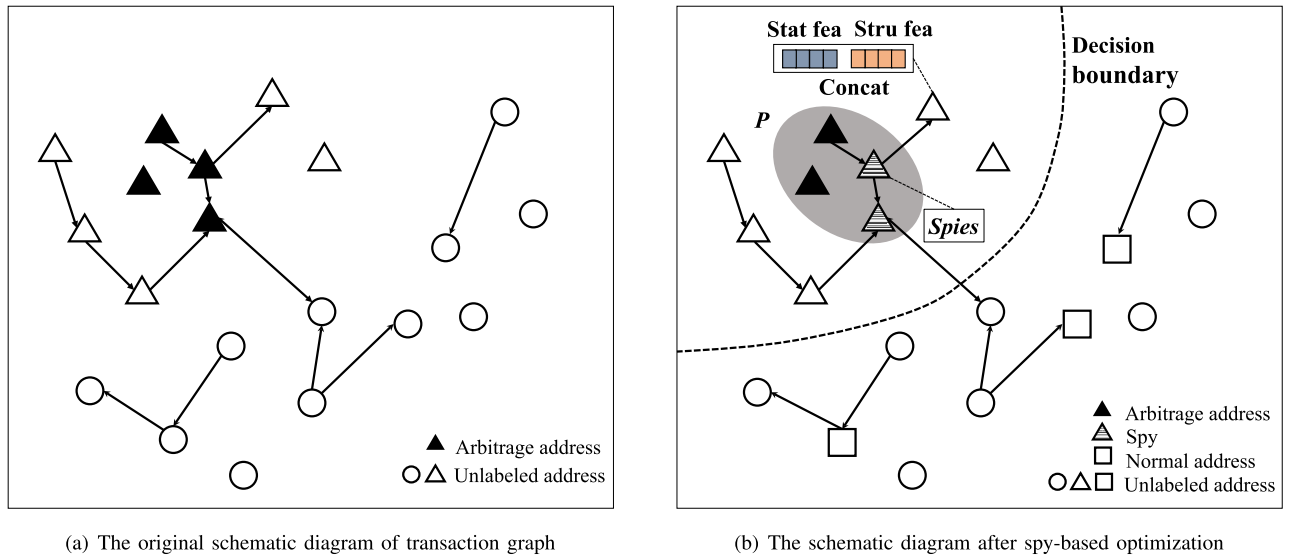 Arbitrage address
Unlabeled address
(a) The original schematic diagram of transaction graph
Stat fea Stru fea
Concat
Decision
boundary
P
Spies
Arbitrage address
Spy
Normal address
Unlabeled address
(b) The schematic diagram after spy-based optimization